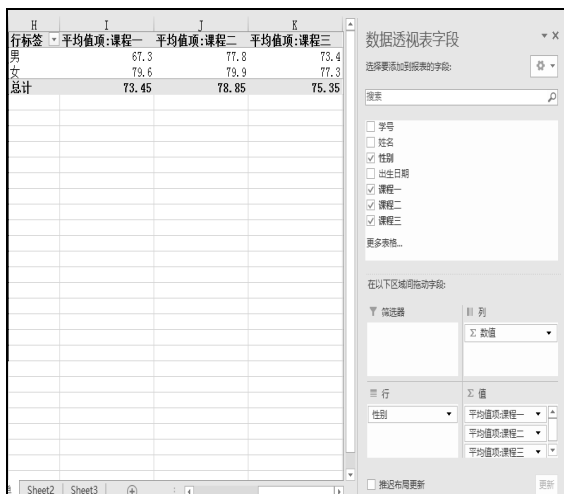 H I J K
行标签 平均值项:课程一 平均值项:课程二 平均值项:课程三
男 67.3 77.8 73.4
女 79.6 79.9 77.3
总计 73.45 78.85 75.35
Sheet2 Sheet3
数据透视表字段
选择要添加到报表的字段:
搜索
学号
姓名
性别
出生日期
课程一
课程二
课程三
更多表格...
在以下区域间拖动字段:
筛选器
列
Σ 数值
行
Σ 值
性别
平均值项:课程一
平均值项:课程二
平均值项:课程三
推迟布局更新
更新